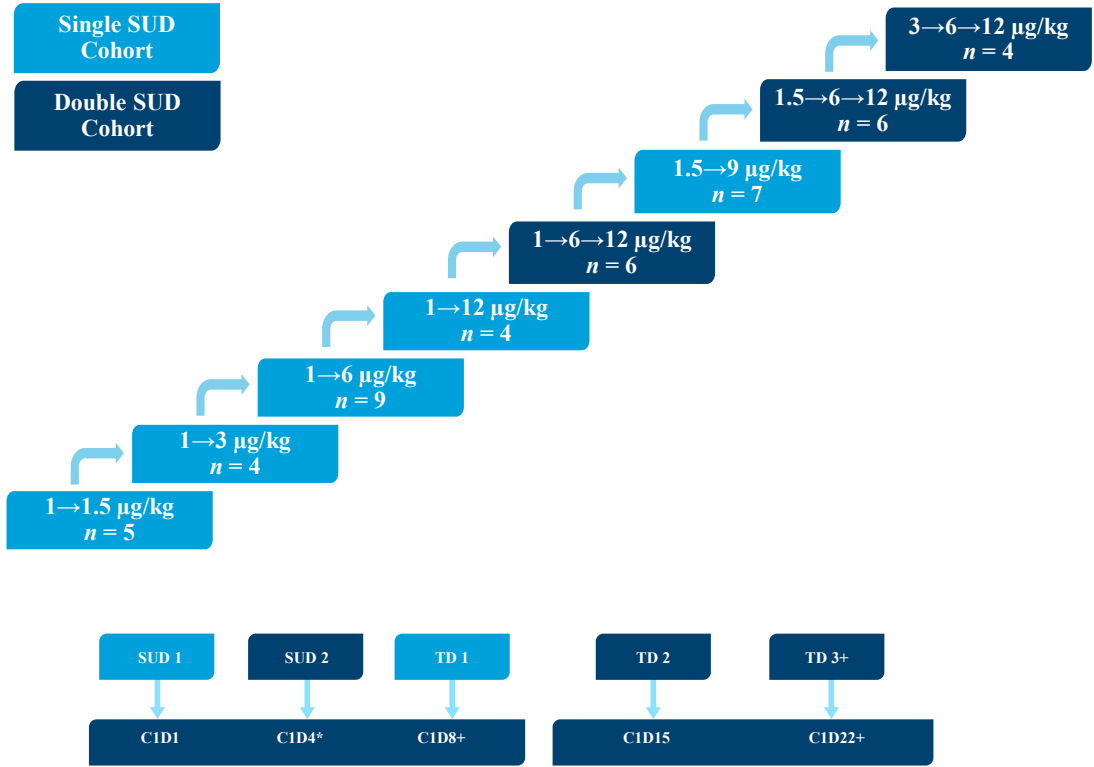 Single SUD
Cohort
Double SUD
Cohort
3→6→12 µg/kg
n = 4
1.5→6→12 µg/kg
n = 6
1.5→9 µg/kg
n = 7
1→6→12 µg/kg
n = 6
1→12 µg/kg
n = 4
1→6 µg/kg
n = 9
1→3 µg/kg
n = 4
1→1.5 µg/kg
n = 5
SUD 1
SUD 2
TD 1
TD 2
TD 3+
C1D1
C1D4*
C1D8+
C1D15
C1D22+